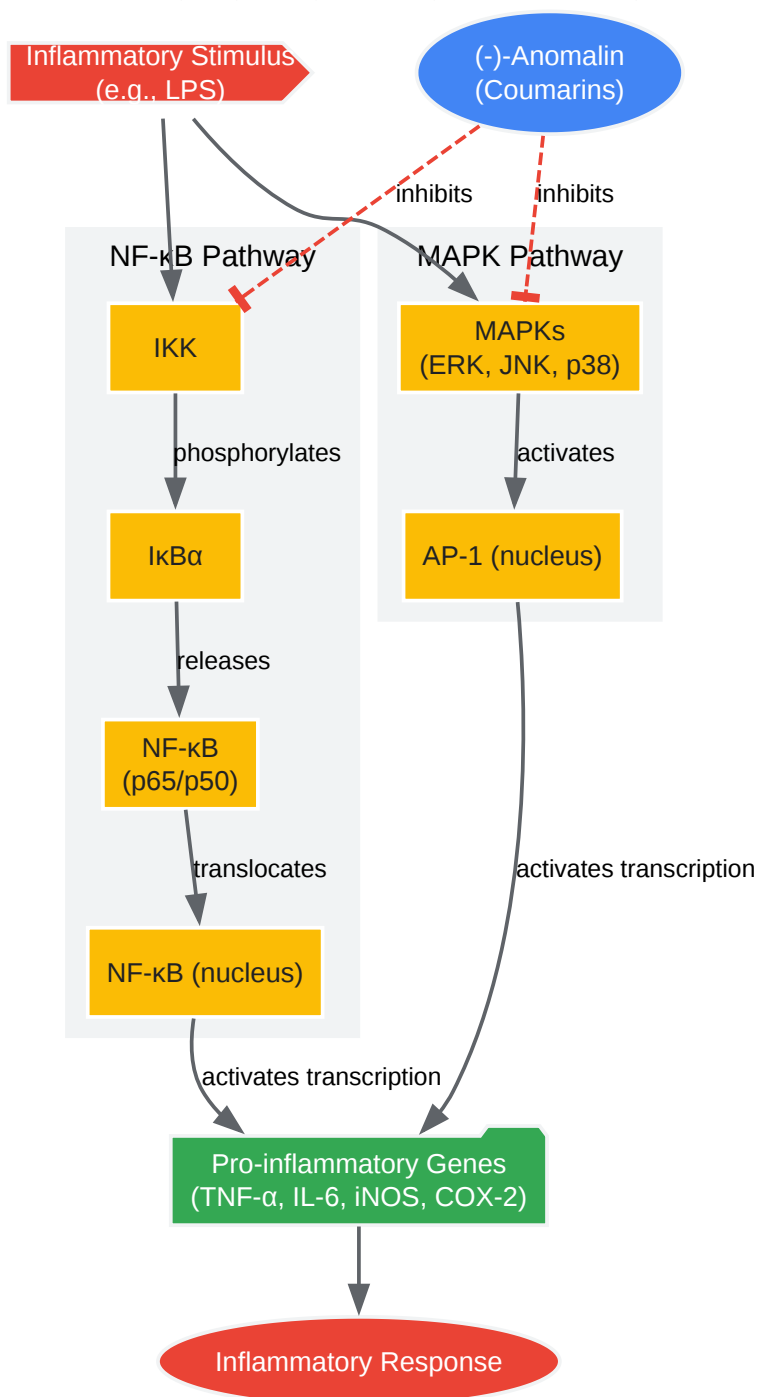 Inflammatory Stimulus
(e.g., LPS)
(-)-Anomalin
(Coumarins)
inhibits
inhibits
NF-κB Pathway
MAPK Pathway
IKK
MAPKs
(ERK, JNK, p38)
phosphorylates
activates
IκBα
AP-1 (nucleus)
releases
NF-κB
(p65/p50)
translocates
activates transcription
NF-κB (nucleus)
activates transcription
Pro-inflammatory Genes
(TNF-α, IL-6, iNOS, COX-2)
Inflammatory Response